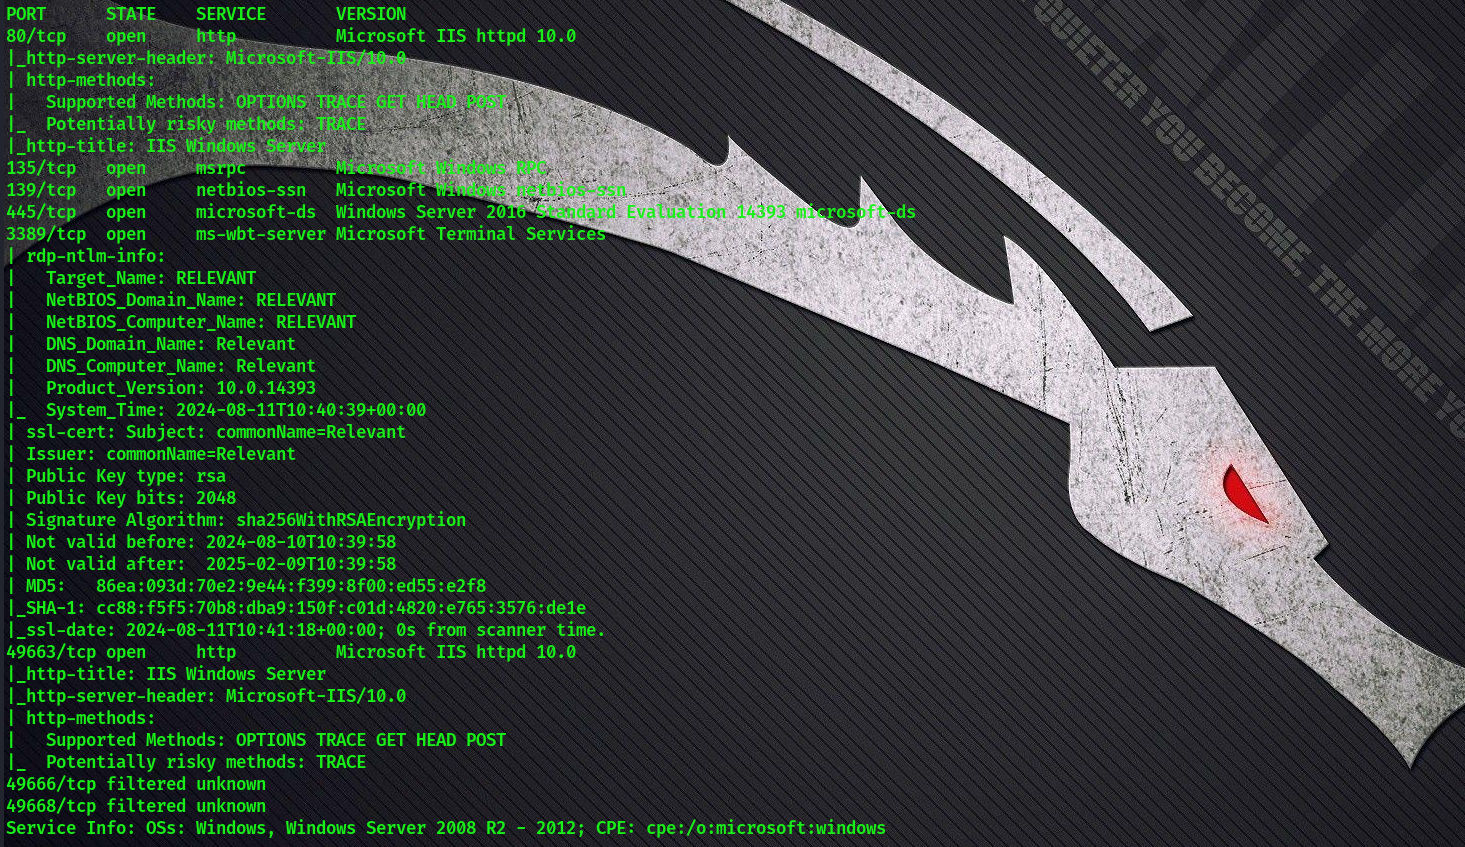 PORT      STATE    SERVICE       VERSION
80/tcp    open     http          Microsoft IIS httpd 10.0
|_http-server-header: Microsoft-IIS/10.0
| http-methods:
|   Supported Methods: OPTIONS TRACE GET HEAD POST
|_  Potentially risky methods: TRACE
|_http-title: IIS Windows Server
135/tcp   open     msrpc         Microsoft Windows RPC
139/tcp   open     netbios-ssn   Microsoft Windows netbios-ssn
445/tcp   open     microsoft-ds  Windows Server 2016 Standard Evaluation 14393 microsoft-ds
3389/tcp  open     ms-wbt-server Microsoft Terminal Services
| rdp-ntlm-info:
|   Target_Name: RELEVANT
|   NetBIOS_Domain_Name: RELEVANT
|   NetBIOS_Computer_Name: RELEVANT
|   DNS_Domain_Name: Relevant
|   DNS_Computer_Name: Relevant
|   Product_Version: 10.0.14393
|_  System_Time: 2024-08-11T10:40:39+00:00
| ssl-cert: Subject: commonName=Relevant
| Issuer: commonName=Relevant
| Public Key type: rsa
| Public Key bits: 2048
| Signature Algorithm: sha256WithRSAEncryption
| Not valid before: 2024-08-10T10:39:58
| Not valid after:  2025-02-09T10:39:58
| MD5:   86ea:093d:70e2:9e44:f399:8f00:ed55:e2f8
|_SHA-1: cc88:f5f5:70b8:dba9:150f:c01d:4820:e765:3576:de1e
|_ssl-date: 2024-08-11T10:41:18+00:00; 0s from scanner time.
49663/tcp open     http          Microsoft IIS httpd 10.0
|_http-title: IIS Windows Server
|_http-server-header: Microsoft-IIS/10.0
| http-methods:
|   Supported Methods: OPTIONS TRACE GET HEAD POST
|_  Potentially risky methods: TRACE
49666/tcp filtered unknown
49668/tcp filtered unknown
Service Info: OSs: Windows, Windows Server 2008 R2 - 2012; CPE: cpe:/o:microsoft:windows
YOU BECOME, THE MORE